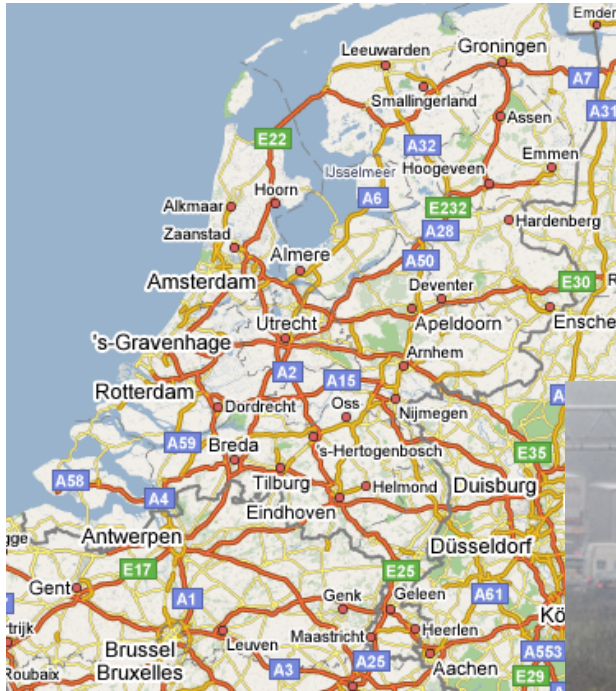 Emden
Groningen
Leeuwarden
A7
Smallingerland
A31
Assen
E22
A32
Emmen
IJsselmeer
Hoogeveen
A6
Hoorn
Alkmaar
E232
Hardenberg
A28
Zaanstad
A50
Almere
Amsterdam
Deventer
E30
Apeldoorn
Utrecht
's-Gravenhage
Arnhem
A2
A15
Rotterdam
Oss
Dordrecht
Nijmegen
A59
's-Hertogenbosch
Breda
E35
A58
Tilburg
Helmond
Duisburg
A4
Eindhoven
Antwerpen
Düsseldorf
E17
E25
Gent
Genk
Geleen
A61
A1
Heerlen
Brussel
Leuven
Maastricht
Bruxelles
Aachen
A553
A3
A25
E29
Roubaix